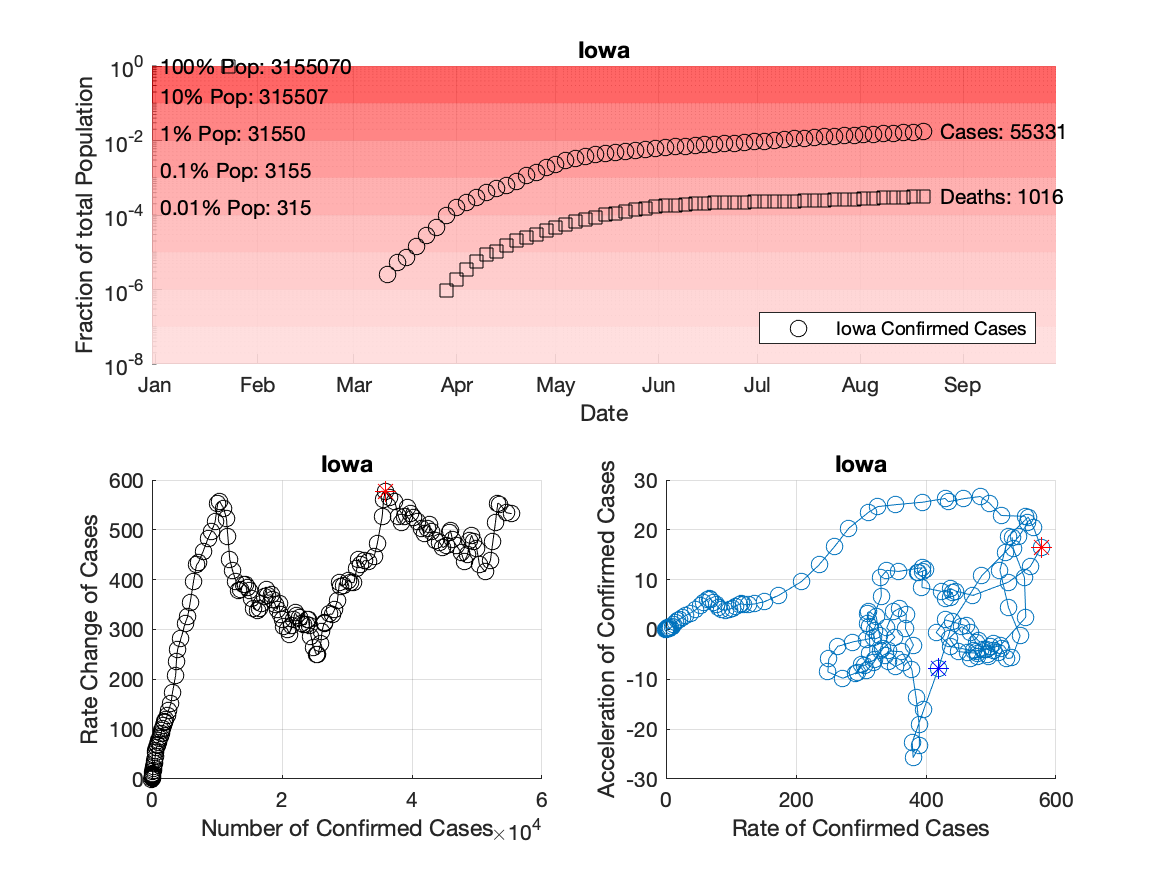 Iowa
10^0
10^-2
10^-4
10^-6
10^-8
Fraction of total Population
100% Pop: 3155070
10% Pop: 315507
1% Pop: 31550
0.1% Pop: 3155
0.01% Pop: 315
Cases: 55331
Deaths: 1016
Iowa Confirmed Cases
Jan Feb Mar Apr May Jun Jul Aug Sep
Date
Iowa
600
500
400
300
200
100
0
Rate Change of Cases
0 2 4 6
Number of Confirmed Cases ×10^4
Iowa
30
20
10
0
-10
-20
-30
Acceleration of Confirmed Cases
0 200 400 600
Rate of Confirmed Cases